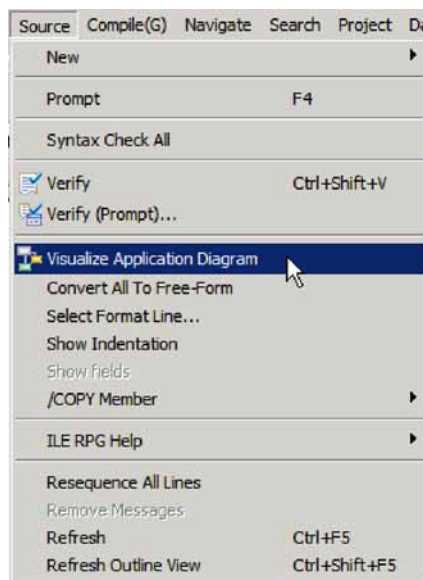 Source Compile(G) Navigate Search Project
New
Prompt F4
Syntax Check All
Verify Ctrl+Shift+V
Verify (Prompt)...
Visualize Application Diagram
Convert All To Free-Form
Select Format Line...
Show Indentation
Show fields
/COPY Member
ILE RPG Help
Resequence All Lines
Remove Messages
Refresh Ctrl+F5
Refresh Outline View Ctrl+Shift+F5